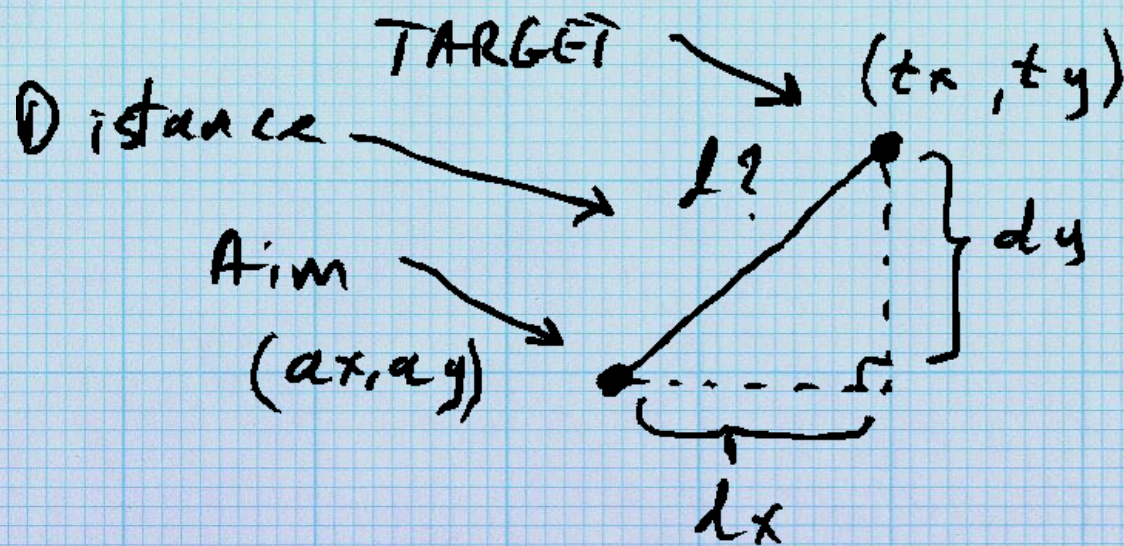 TARGET
(tx, ty)
Distance
d?
dy
Aim
(ax, ay)
dx